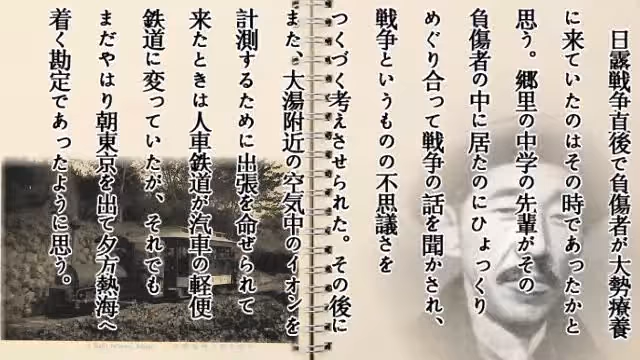 日露戦争直後で負傷者が大勢療養
に来ていたのはその時であったかと
思う。郷里の中学の先輩がその
負傷者の中に居たのにひょっくり
めぐり合って戦争の話を聞かされ、
戦争というものの不思議さを
つくづく考えさせられた。その後に
また、大湯附近の空気中のイオンを
計測するために出張を命ぜられて
来たときは人車鉄道が汽車の軽便
鉄道に変っていたが、それでも
まだやはり朝東京を出て夕方熱海へ
着く勘定であったように思う。